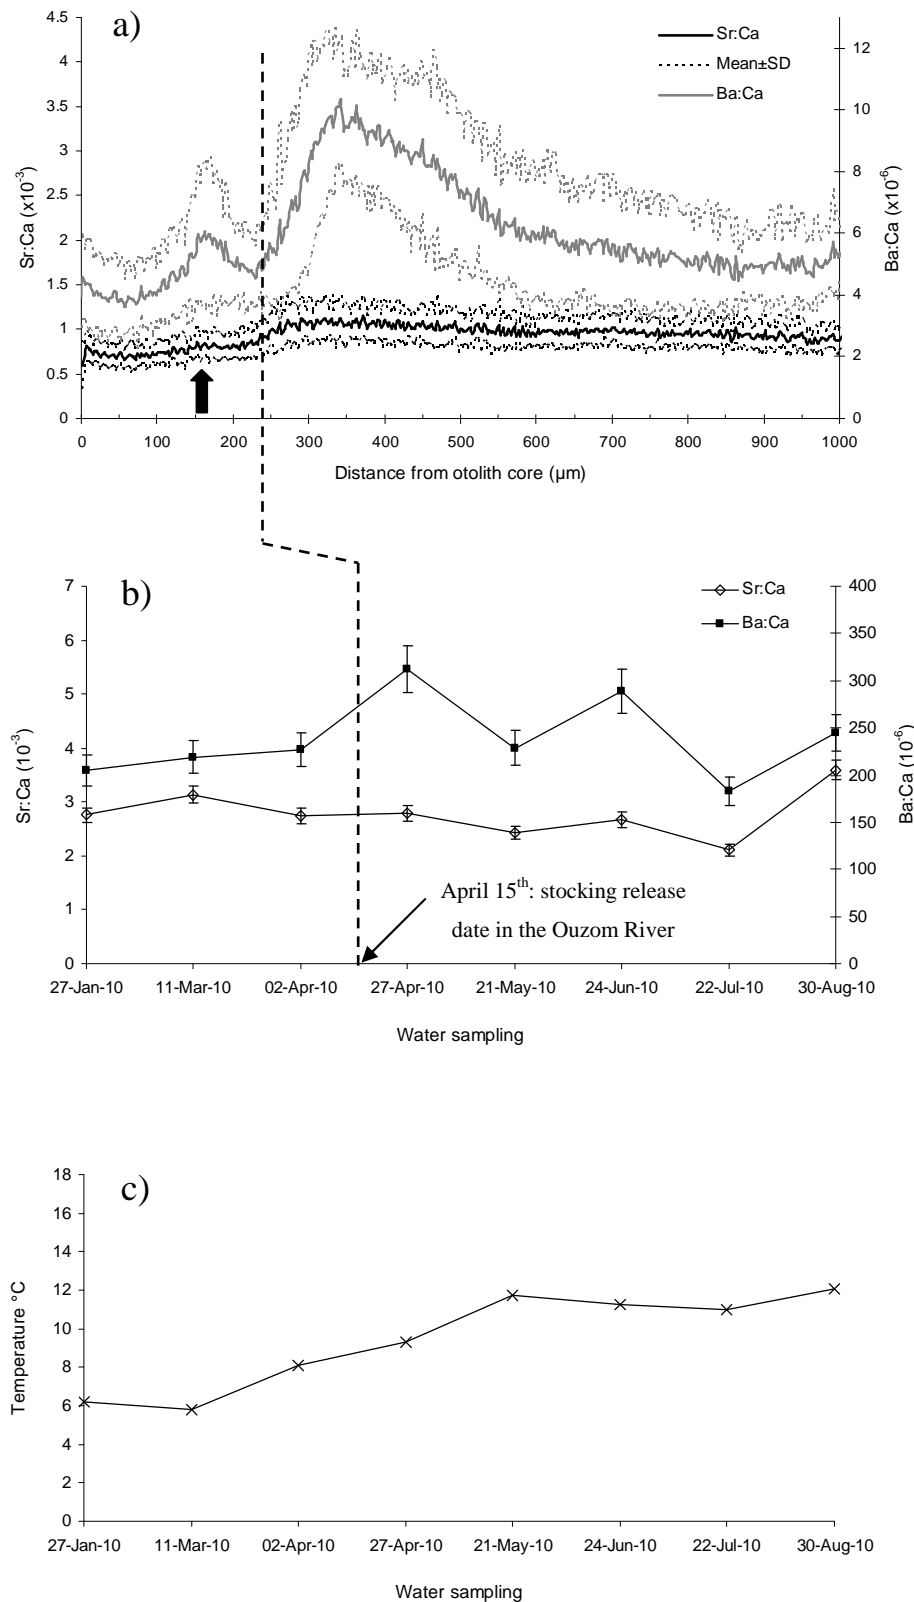 a)
Sr:Ca
Mean±SD
Ba:Ca
Sr:Ca (x10-3)
4.5
4
3.5
3
2.5
2
1.5
1
0.5
0
Ba:Ca (x10-6)
12
10
8
6
4
2
0
0 100 200 300 400 500 600 700 800 900 1000
Distance from otolith core (µm)
b)
Sr:Ca
Ba:Ca
Sr:Ca (10-3)
7
6
5
4
3
2
1
0
Ba:Ca (10-6)
400
350
300
250
200
150
100
50
0
April 15th: stocking release
date in the Ouzom River
27-Jan-10 11-Mar-10 02-Apr-10 27-Apr-10 21-May-10 24-Jun-10 22-Jul-10 30-Aug-10
Water sampling
c)
Temperature °C
18
16
14
12
10
8
6
4
2
0
27-Jan-10 11-Mar-10 02-Apr-10 27-Apr-10 21-May-10 24-Jun-10 22-Jul-10 30-Aug-10
Water sampling